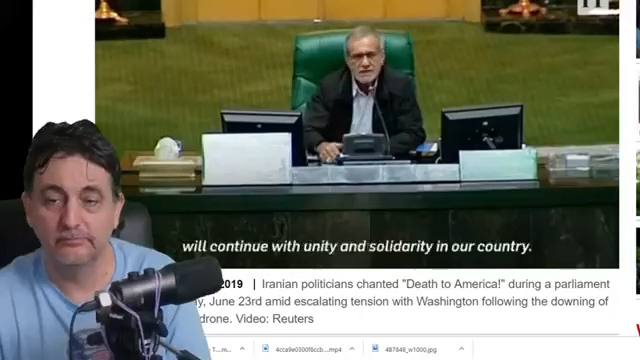 will continue with unity and solidarity in our country.
2019 | Iranian politicians chanted "Death to America!" during a parliament
June 23rd amid escalating tension with Washington following the downing of
drone. Video: Reuters
4cca9e0300f8ccb....mp4
487848_w1000.jpg